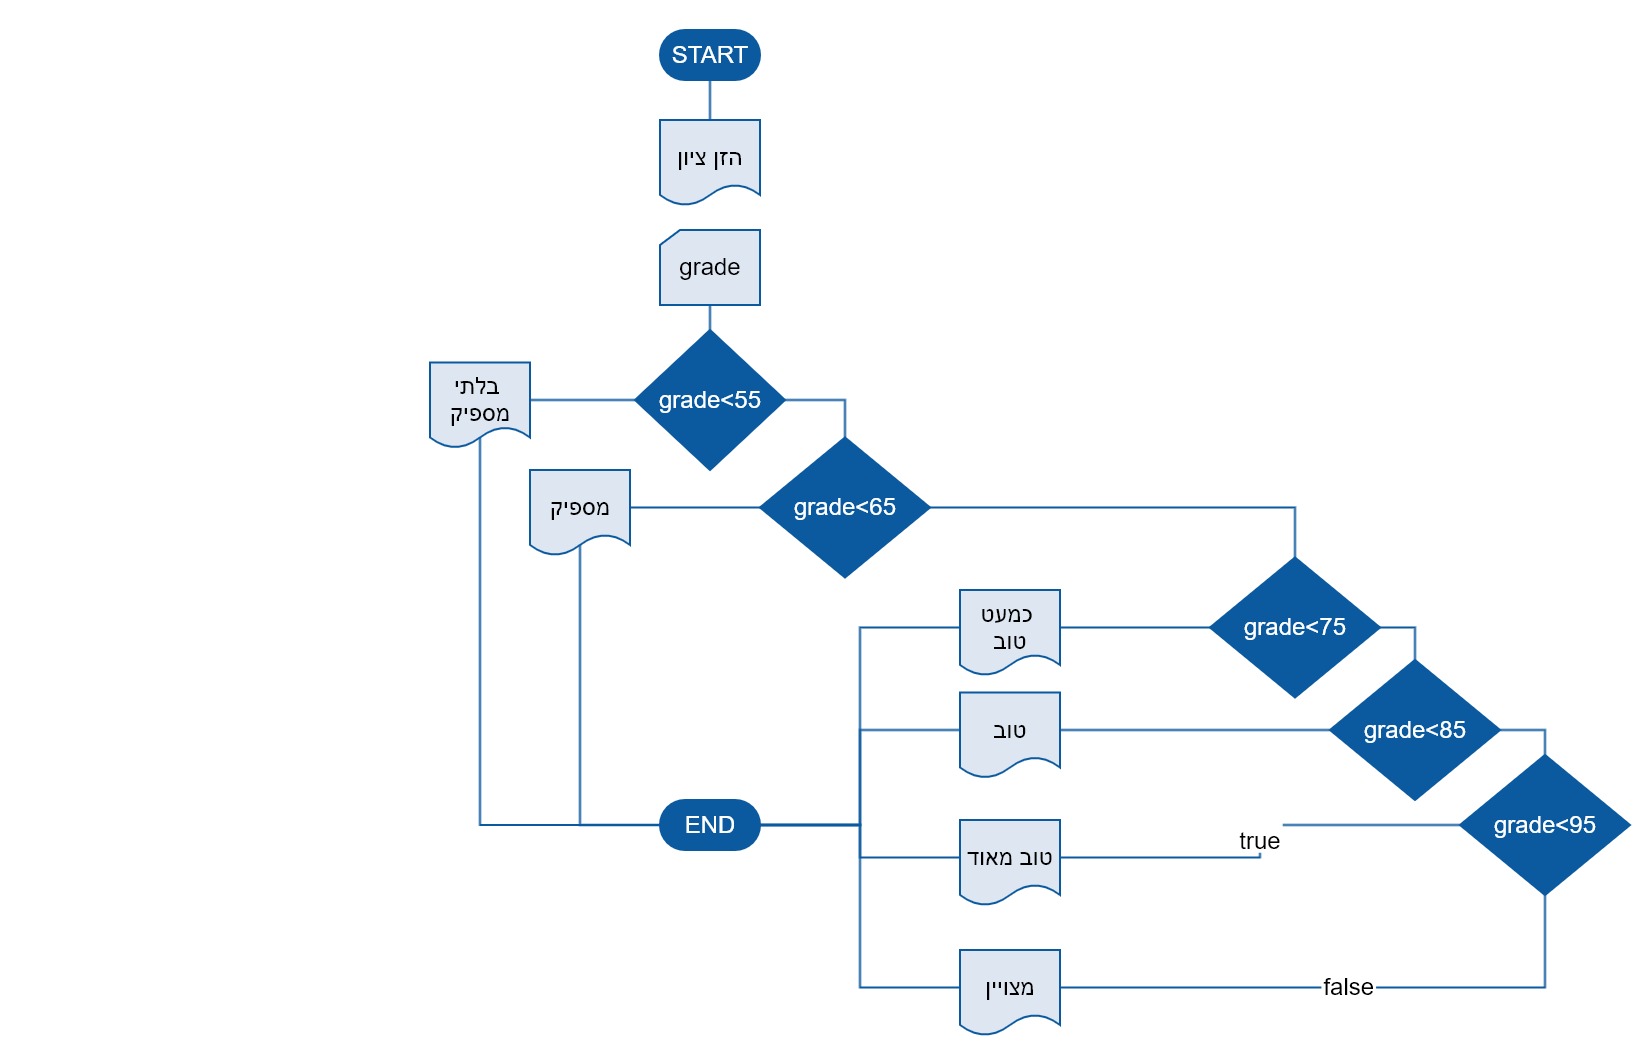 START
הזן ציון
grade
grade<55
בלתי
מספיק
grade<65
מספיק
grade<75
כמעט
טוב
grade<85
טוב
grade<95
true
טוב מאוד
END
false
מצויין